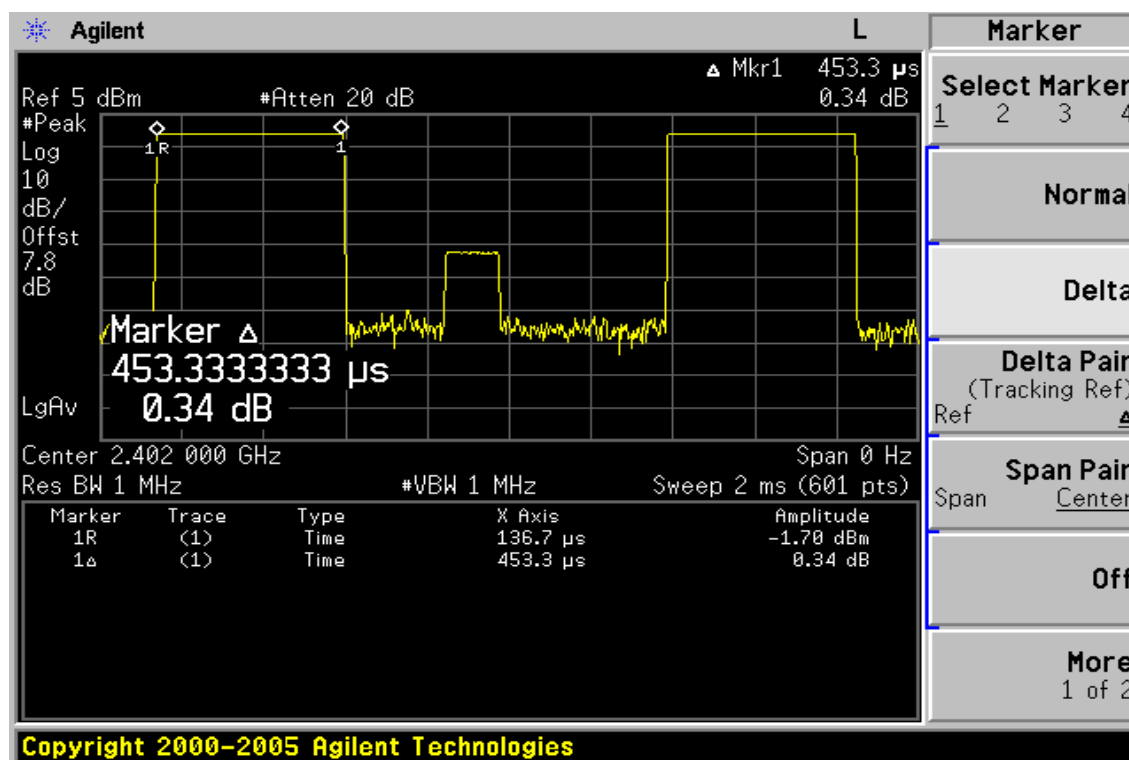 Agilent L
Marker
Δ Mkr1 453.3 µs
Ref 5 dBm #Atten 20 dB 0.34 dB
#Peak
Log
10
dB/
Offst
7.8
dB
1R
1
Marker Δ
453.3333333 µs
0.34 dB
LgAv
Center 2.402 000 GHz Span 0 Hz
Res BW 1 MHz #VBW 1 MHz Sweep 2 ms (601 pts)
Marker Trace Type X Axis Amplitude
1R (1) Time 136.7 µs -1.70 dBm
1Δ (1) Time 453.3 µs 0.34 dB
Select Marker
1 2 3 4
Normal
Delta
Delta Pair
(Tracking Ref)
Ref Δ
Span Pair
Span Center
Off
More
1 of 2
Copyright 2000-2005 Agilent Technologies